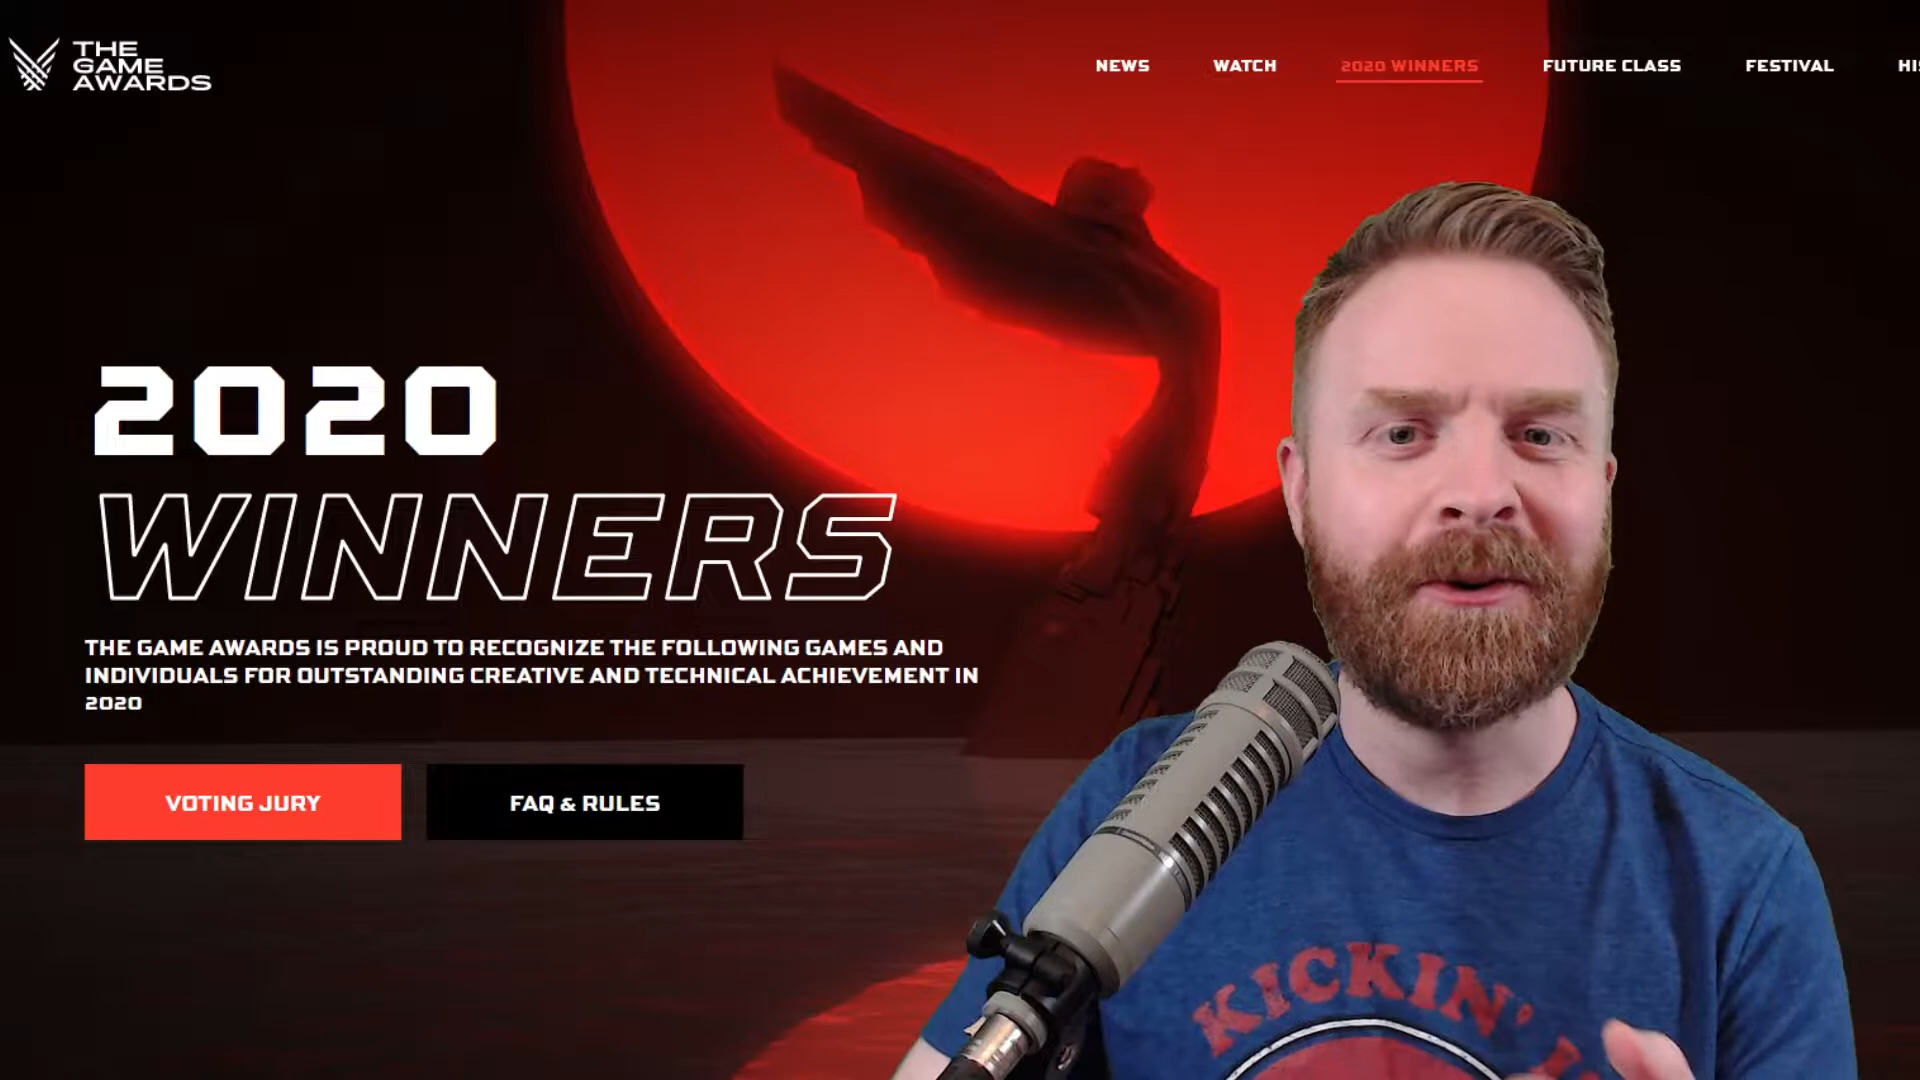 THE
GAME
AWARDS
NEWS
WATCH
2020 WINNERS
FUTURE CLASS
FESTIVAL
2020
WINNERS
THE GAME AWARDS IS PROUD TO RECOGNIZE THE FOLLOWING GAMES AND
INDIVIDUALS FOR OUTSTANDING CREATIVE AND TECHNICAL ACHIEVEMENT IN
2020
VOTING JURY
FAQ & RULES
KICKIN'